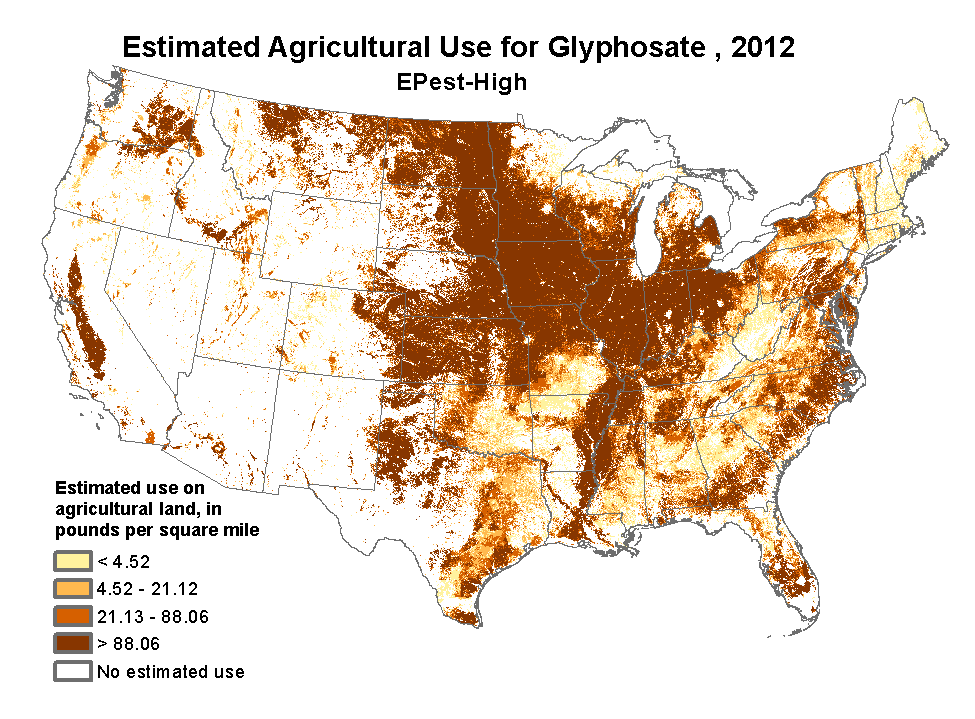 Estimated Agricultural Use for Glyphosate , 2012
EPest-High
Estimated use on
agricultural land, in
pounds per square mile
< 4.52
4.52 - 21.12
21.13 - 88.06
> 88.06
No estimated use